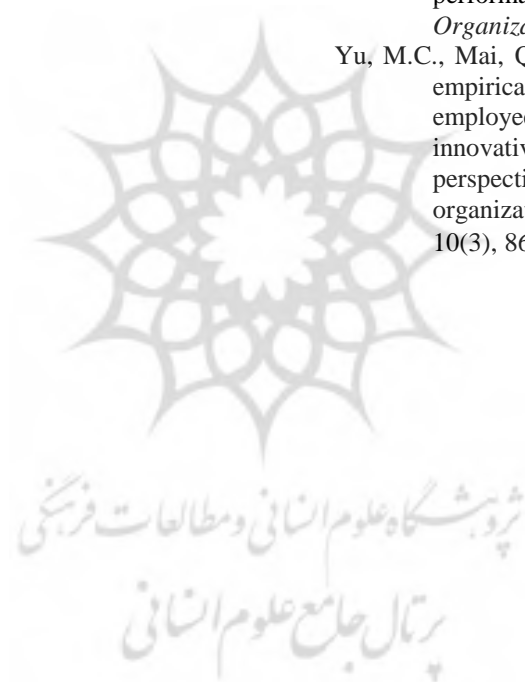 performa
Organiza
Yu, M.C., Mai, Q
empirica
employee
innovativ
perspecti
organizat
10(3), 86
پژوهشگاه علوم انسانی و مطالعات فرهنگی
پرتال جامع علوم انسانی